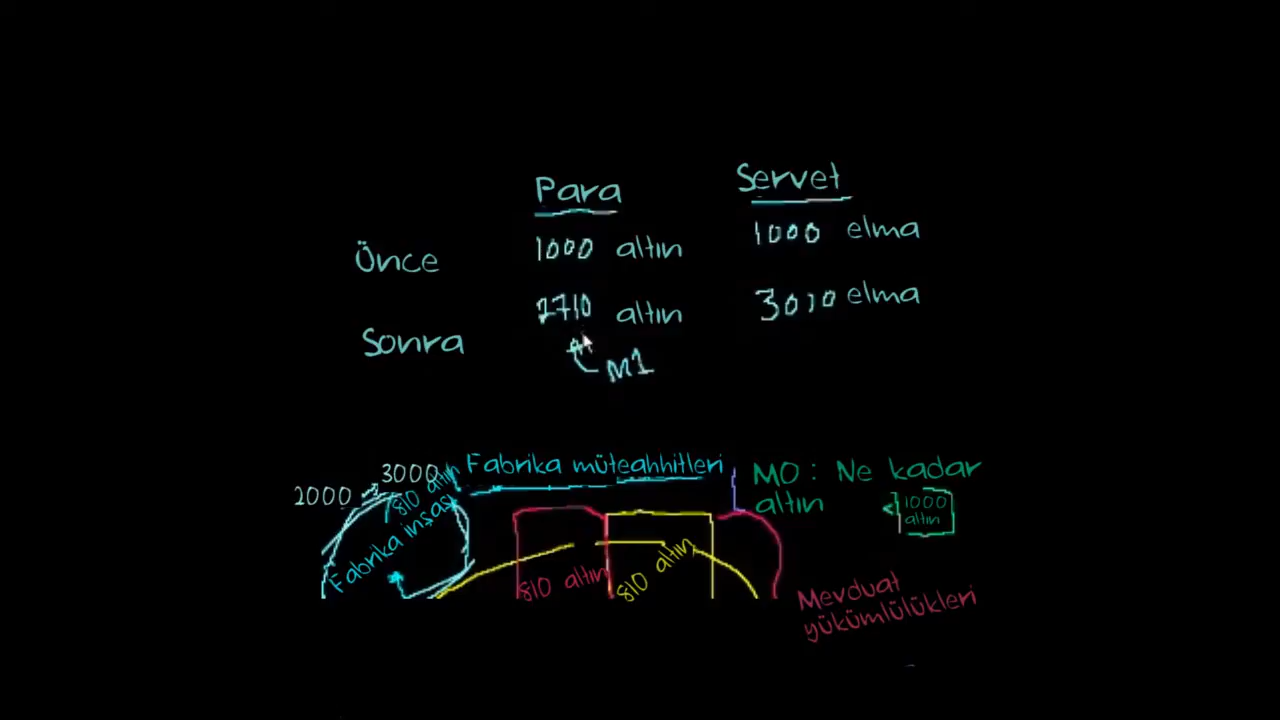 Para Servet
Önce 1000 altın 1000 elma
Sonra 2710 altın 3010 elma
M1
2000 3000 810 altın Fabrika müteahhitleri
Fabrika inşası
MO : Ne kadar
altın
1000
altın
810 altın 810 altın
Mevduat
yükümlülükleri